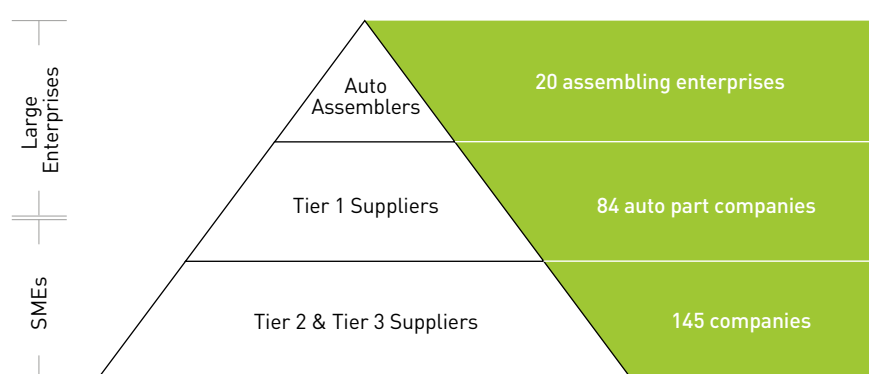 Large
Enterprises
Auto
Assemblers
20 assembling enterprises
Tier 1 Suppliers
84 auto part companies
SMEs
Tier 2 & Tier 3 Suppliers
145 companies